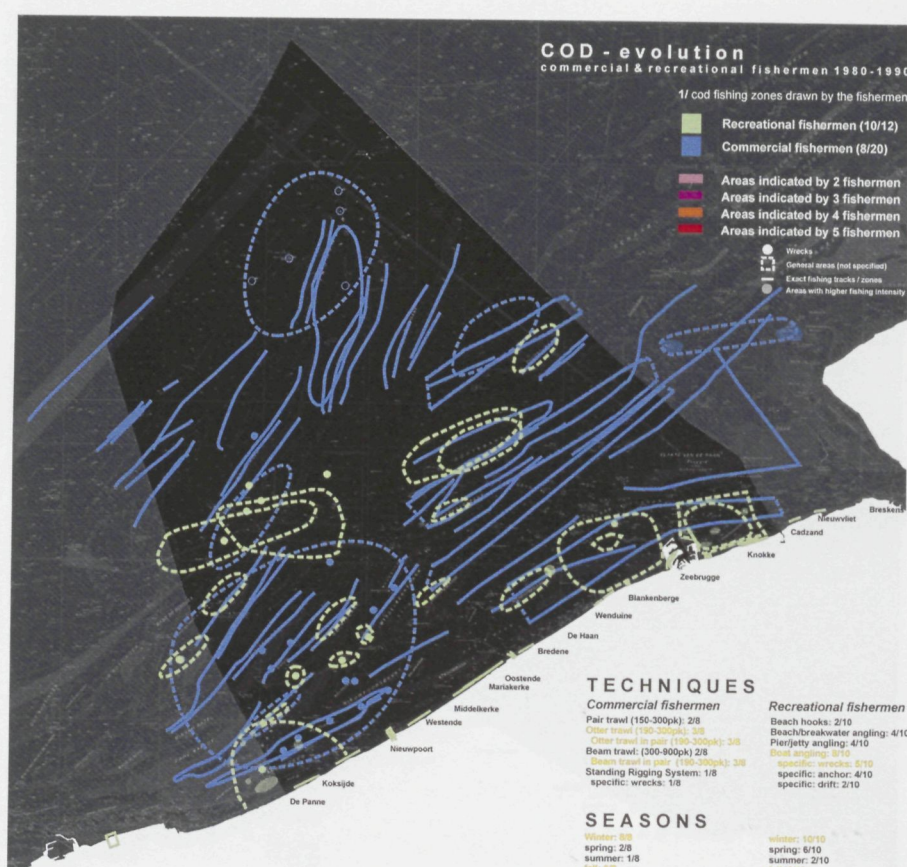 COD - evolution
commercial & recreational fishermen 1980-1990
1/ cod fishing zones drawn by the fishermen
Recreational fishermen (10/12)
Commercial fishermen (8/20)
Areas indicated by 2 fishermen
Areas indicated by 3 fishermen
Areas indicated by 4 fishermen
Areas indicated by 5 fishermen
Wrecks
General areas (not specified)
Exact fishing tracks / zones
Areas with higher fishing intensity
Breskens
Nieuwvliet
Cadzand
Knokke
Zeebrugge
Blankenberge
Wenduine
De Haan
Bredene
Oostende
Mariakerke
Middelkerke
Westende
Nieuwpoort
Koksijde
De Panne
TECHNIQUES
Commercial fishermen
Pair trawl (150-300pk): 2/8
Otter trawl (190-300pk): 3/8
Otter trawl in pair (190-300pk): 3/8
Beam trawl: (300-900pk) 2/8
Beam trawl in pair (190-300pk): 3/8
Standing Rigging System: 1/8
specific: wrecks: 1/8
Recreational fishermen
Beach hooks: 2/10
Beach/breakwater angling: 4/10
Pier/jetty angling: 4/10
Boat angling: 8/10
specific: wrecks: 5/10
specific: anchor: 4/10
specific: drift: 2/10
SEASONS
Winter: 8/8
spring: 2/8
summer: 1/8
winter: 10/10
spring: 6/10
summer: 2/10